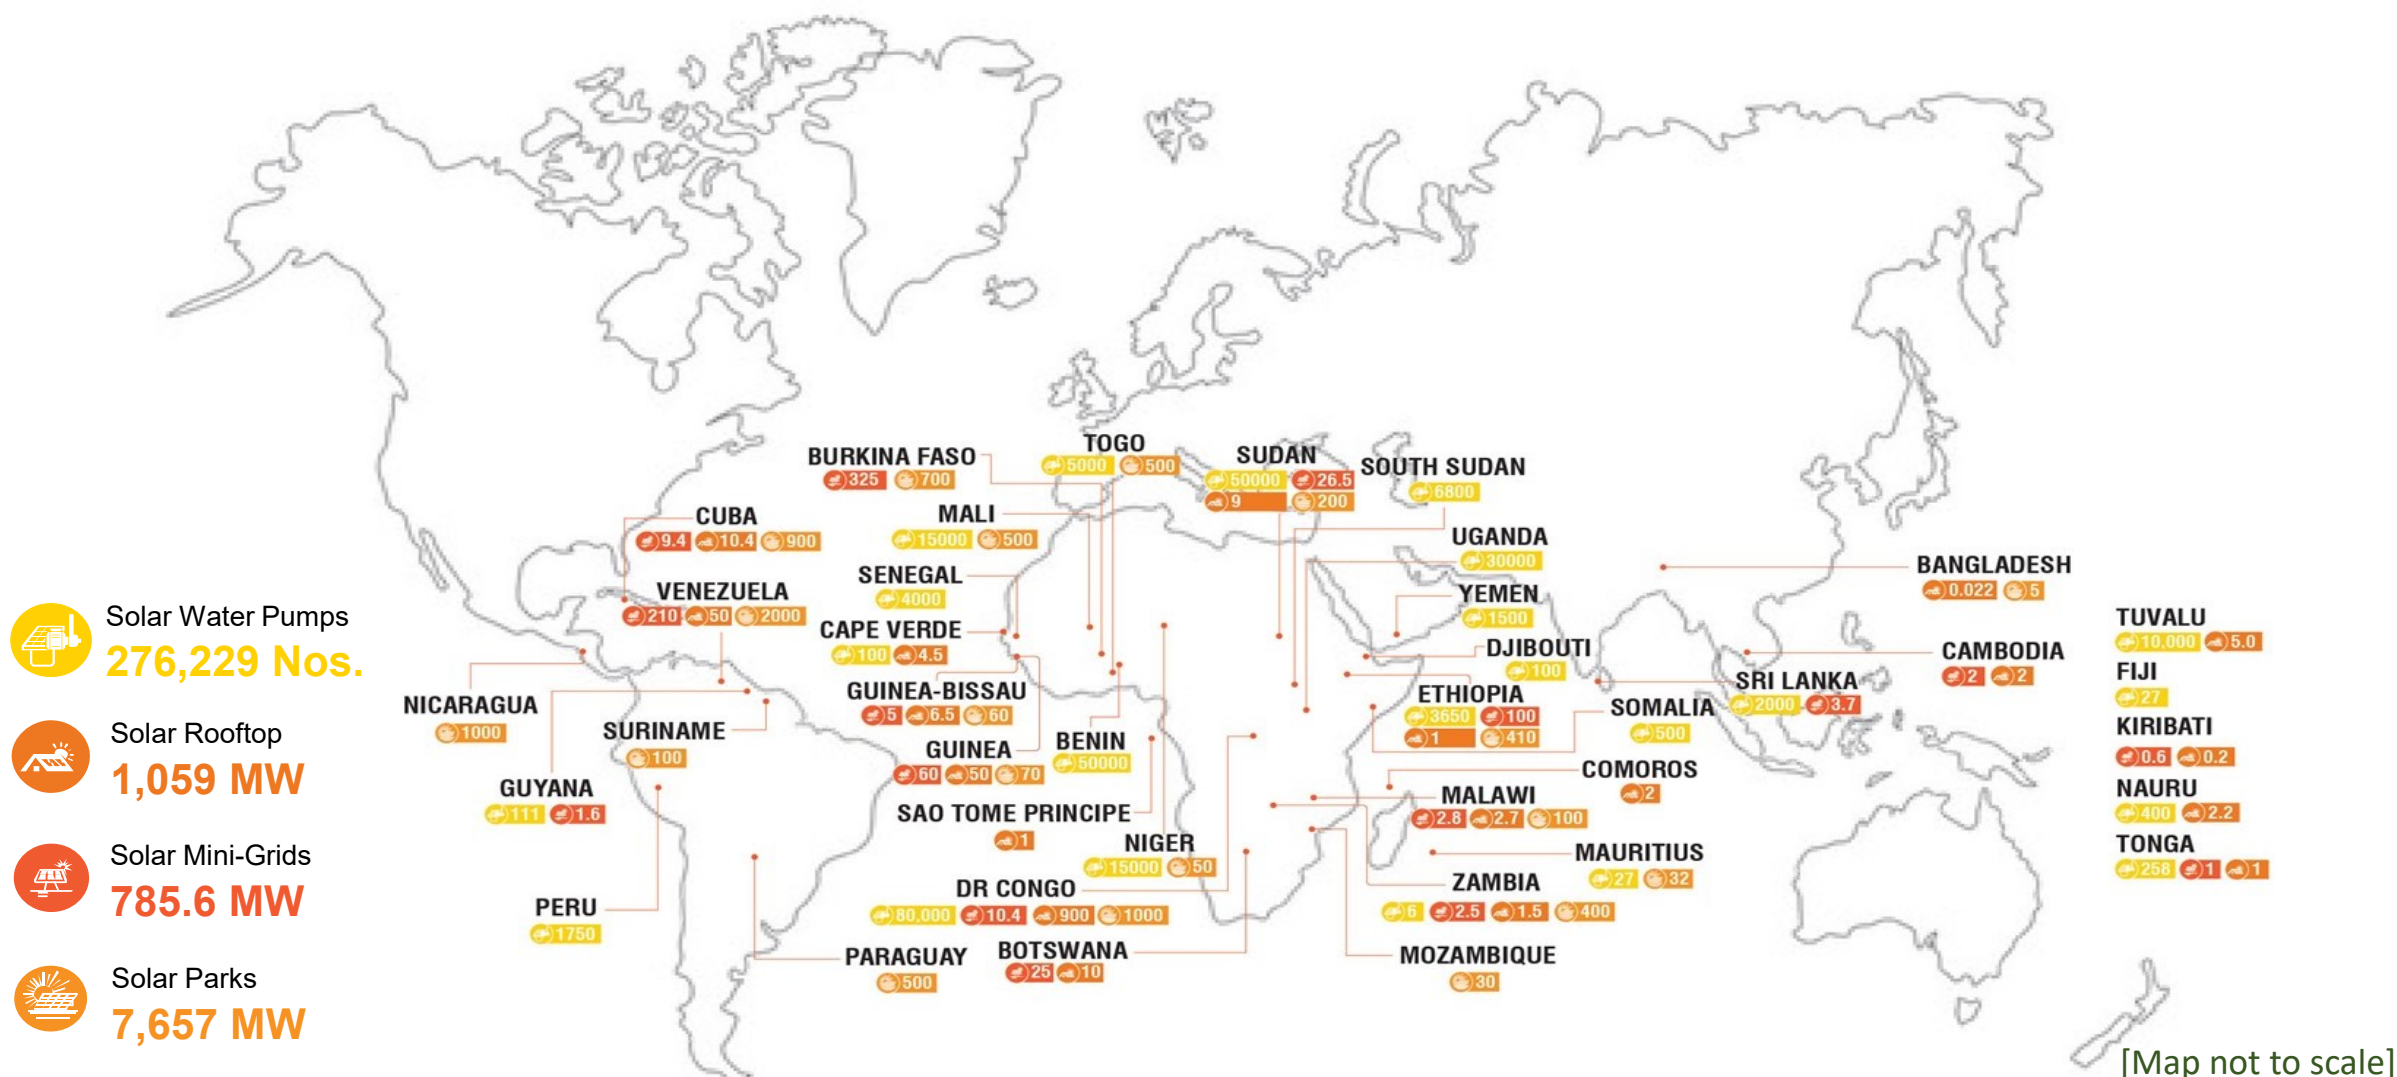 Solar Water Pumps
276,229 Nos.
Solar Rooftop
1,059 MW
Solar Mini-Grids
785.6 MW
Solar Parks
7,657 MW
CUBA
9.4 10.4 900
VENEZUELA
210 50 2000
NICARAGUA
1000
SURINAME
100
GUYANA
111 1.6
PERU
1750
PARAGUAY
500
BURKINA FASO
325 700
TOGO
5000 500
MALI
15000 500
SENEGAL
4000
CAPE VERDE
100 4.5
GUINEA-BISSAU
5 6.5 60
GUINEA
60 50 70
BENIN
50000
SAO TOME PRINCIPE
1
NIGER
15000 50
DR CONGO
80,000 10.4 900 1000
BOTSWANA
25 10
SUDAN
50000 26.5
9 200
SOUTH SUDAN
6800
UGANDA
30000
YEMEN
1500
DJIBOUTI
100
ETHIOPIA
3650 100
1 410
SOMALIA
500
COMOROS
2
MALAWI
2.8 2.7 100
MAURITIUS
27 32
ZAMBIA
6 2.5 1.5 400
MOZAMBIQUE
30
SRI LANKA
2000 3.7
BANGLADESH
0.022 5
CAMBODIA
2 2
TUVALU
10,000 5.0
FIJI
27
KIRIBATI
0.6 0.2
NAURU
400 2.2
TONGA
258 1 1
[Map not to scale]